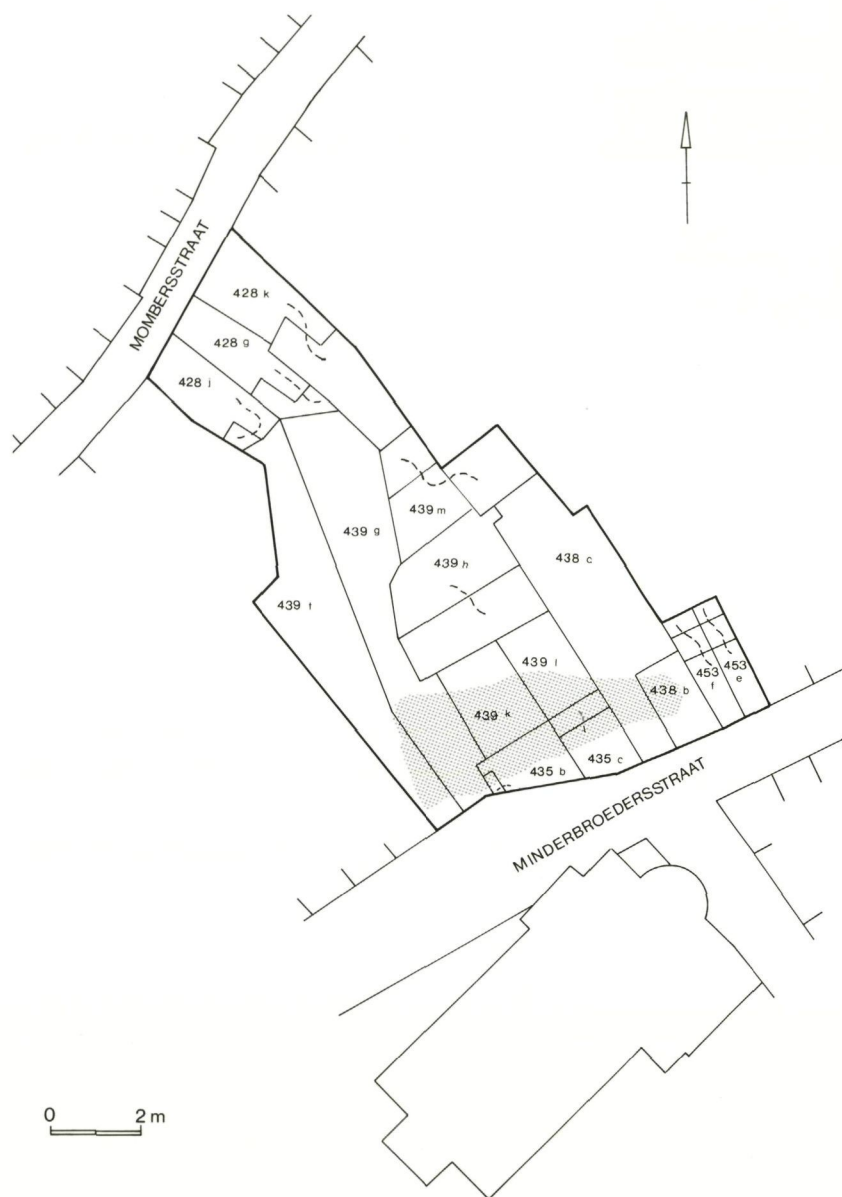 MOMBERSSTRAAT
428 k
428 g
428 j
439 g
439 m
439 h
438 c
439 f
439 l
453 f
453 e
438 b
439 k
435 c
435 b
MINDERBROEDERSSTRAAT
0 2 m